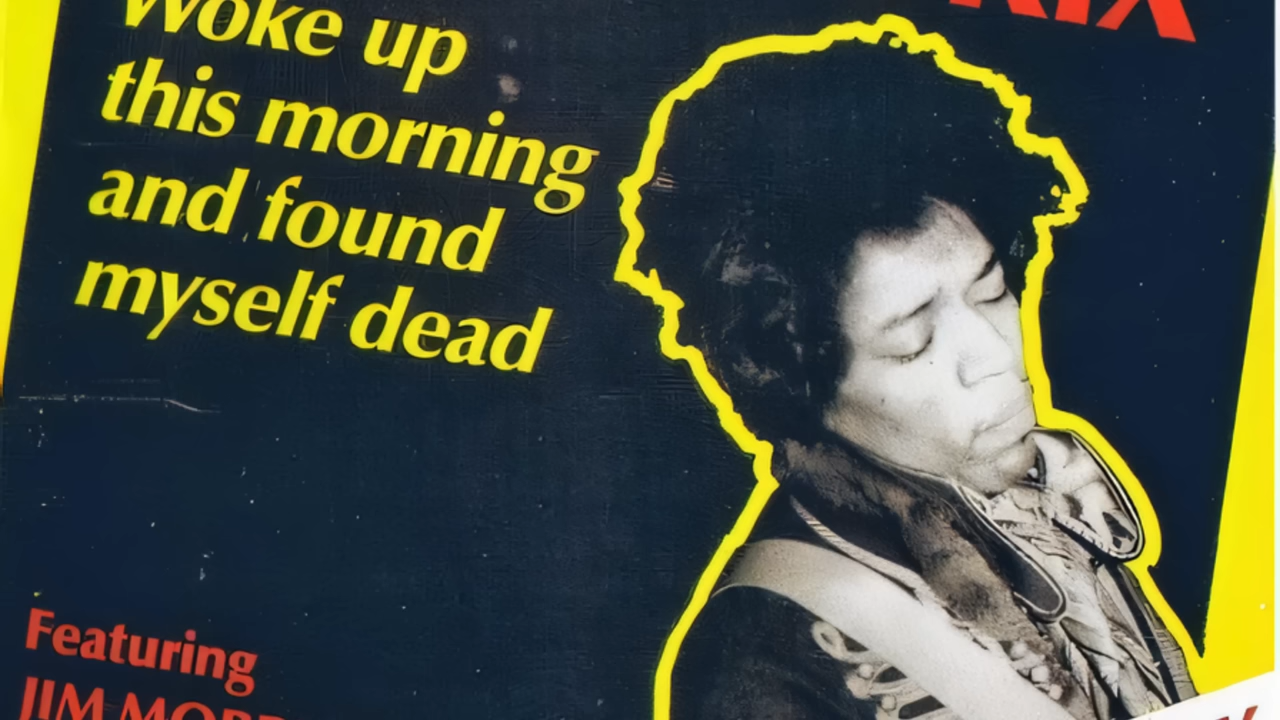 Woke up
this morning
and found
myself dead
Featuring
JIM